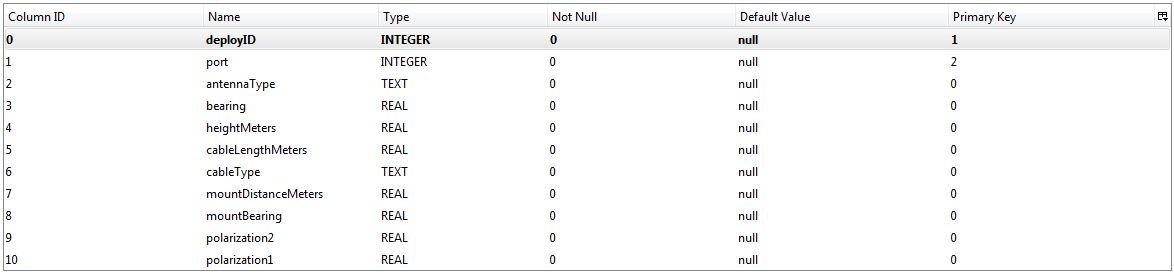 Column ID Name Type Not Null Default Value Primary Key
0 deployID INTEGER 0 null 1
1 port INTEGER 0 null 2
2 antennaType TEXT 0 null 0
3 bearing REAL 0 null 0
4 heightMeters REAL 0 null 0
5 cableLengthMeters REAL 0 null 0
6 cableType TEXT 0 null 0
7 mountDistanceMeters REAL 0 null 0
8 mountBearing REAL 0 null 0
9 polarization2 REAL 0 null 0
10 polarization1 REAL 0 null 0